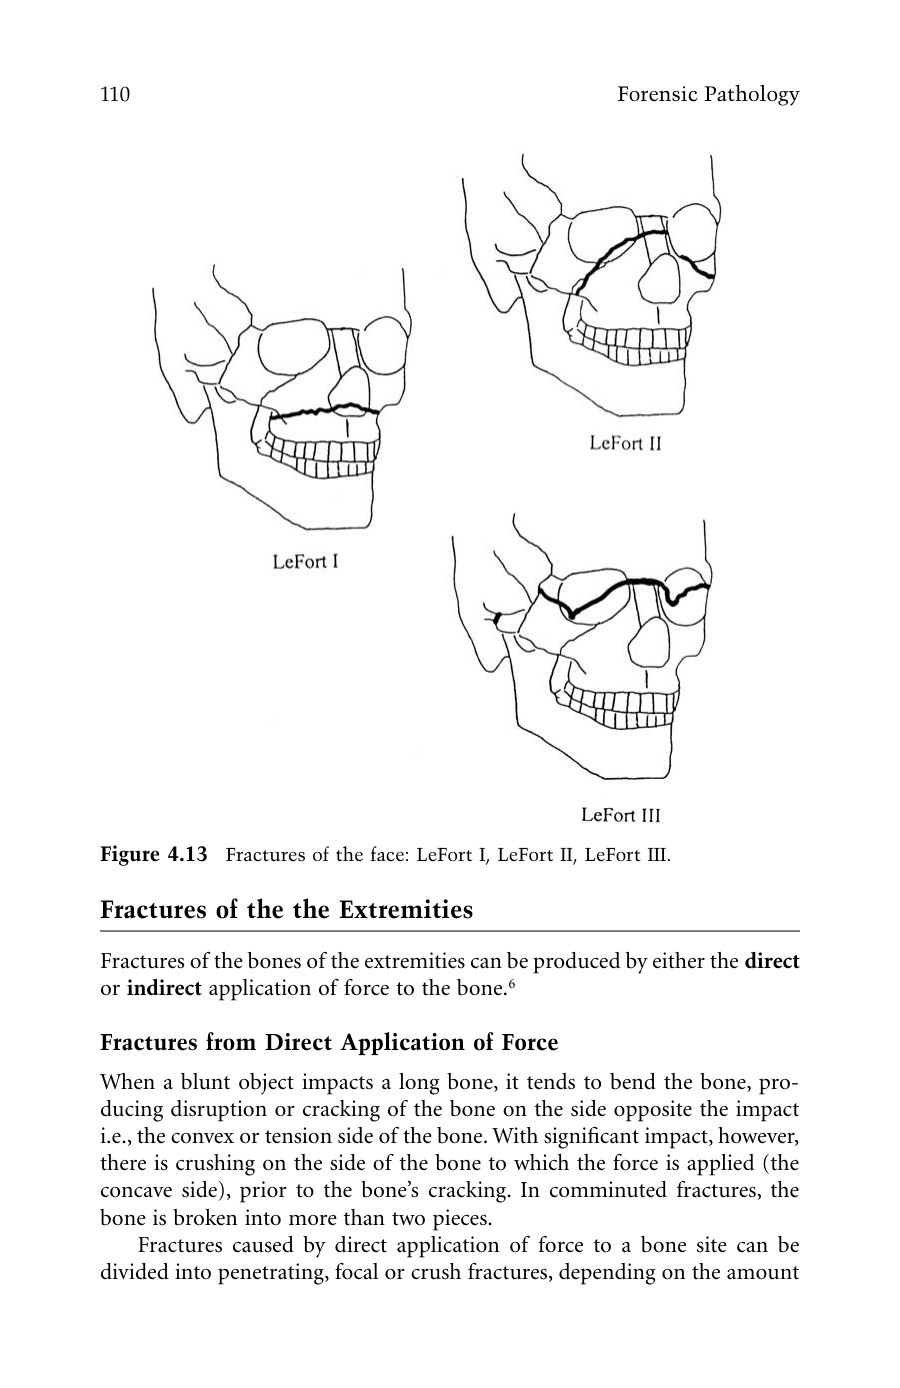 110
Forensic Pathology
LeFort II
LeFort I
LeFort III
Figure 4.13 Fractures of the face: LeFort I, LeFort II, LeFort III.
Fractures of the the Extremities
Fractures of the bones of the extremities can be produced by either the direct
or indirect application of force to the bone.⁶
Fractures from Direct Application of Force
When a blunt object impacts a long bone, it tends to bend the bone, pro-
ducing disruption or cracking of the bone on the side opposite the impact
i.e., the convex or tension side of the bone. With significant impact, however,
there is crushing on the side of the bone to which the force is applied (the
concave side), prior to the bone’s cracking. In comminuted fractures, the
bone is broken into more than two pieces.
Fractures caused by direct application of force to a bone site can be
divided into penetrating, focal or crush fractures, depending on the amount